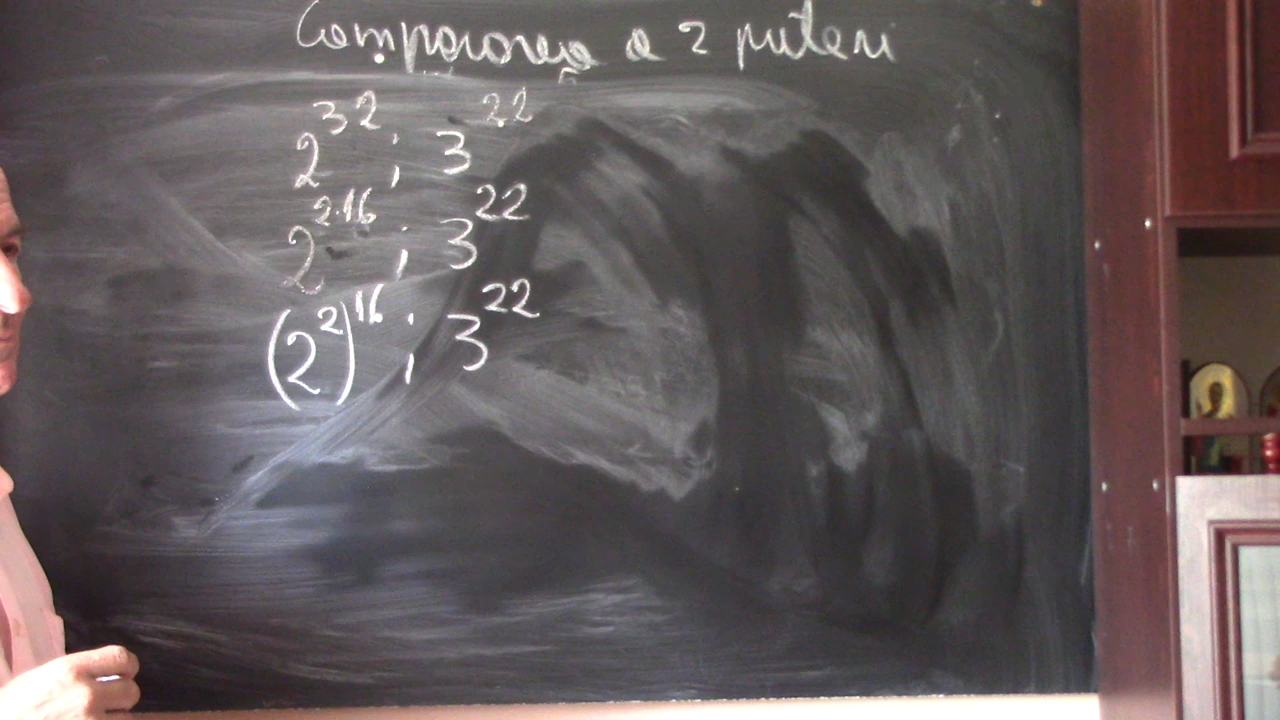 Compararea a 2 puteri
2^32 ; 3^22
2^2·16 ; 3^22
(2^2)^16 ; 3^22